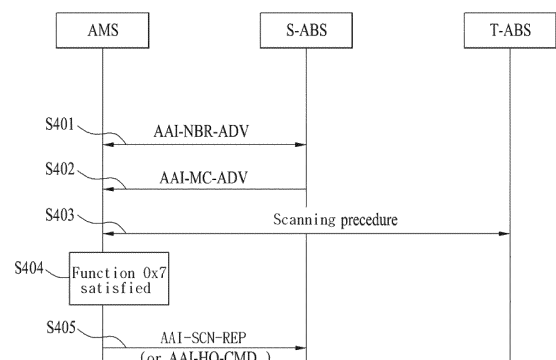 AMS
S-ABS
T-ABS
S401
AAI-NBR-ADV
S402
AAI-MC-ADV
S403
Scanning precedure
S404
Function 0x7
satisfied
S405
AAI-SCN-REP
(or AAI-HO-CMD )